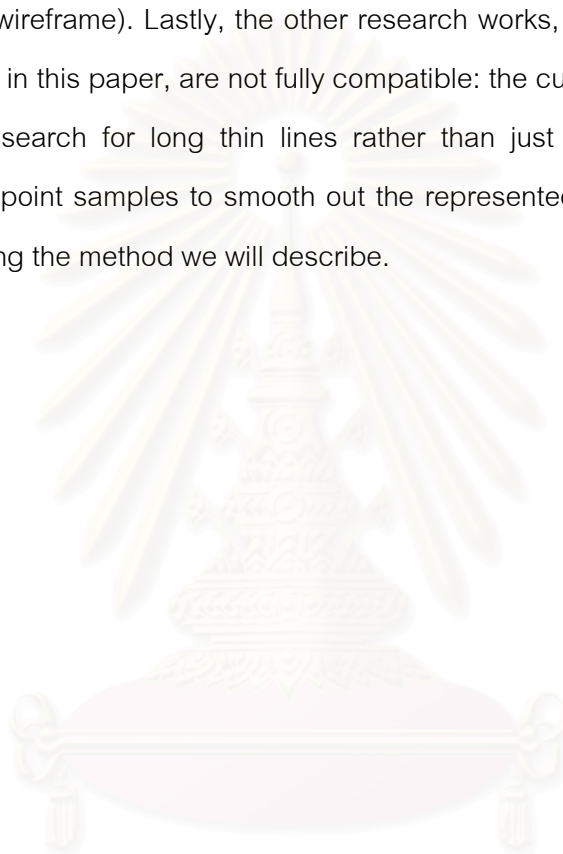 wireframe). Lastly, the other research works,
in this paper, are not fully compatible: the cu
search for long thin lines rather than just
point samples to smooth out the represented
ng the method we will describe.